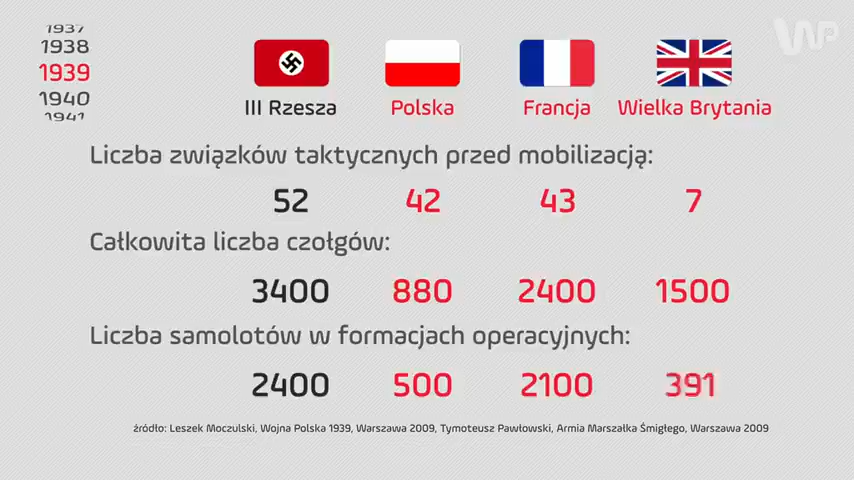 1937
1938
1939
1940
1941
WP
III Rzesza Polska Francja Wielka Brytania
Liczba związków taktycznych przed mobilizacją:
52 42 43 7
Całkowita liczba czołgów:
3400 880 2400 1500
Liczba samolotów w formacjach operacyjnych:
2400 500 2100 391
źródło: Leszek Moczulski, Wojna Polska 1939, Warszawa 2009, Tymoteusz Pawłowski, Armia Marszałka Śmigłego, Warszawa 2009